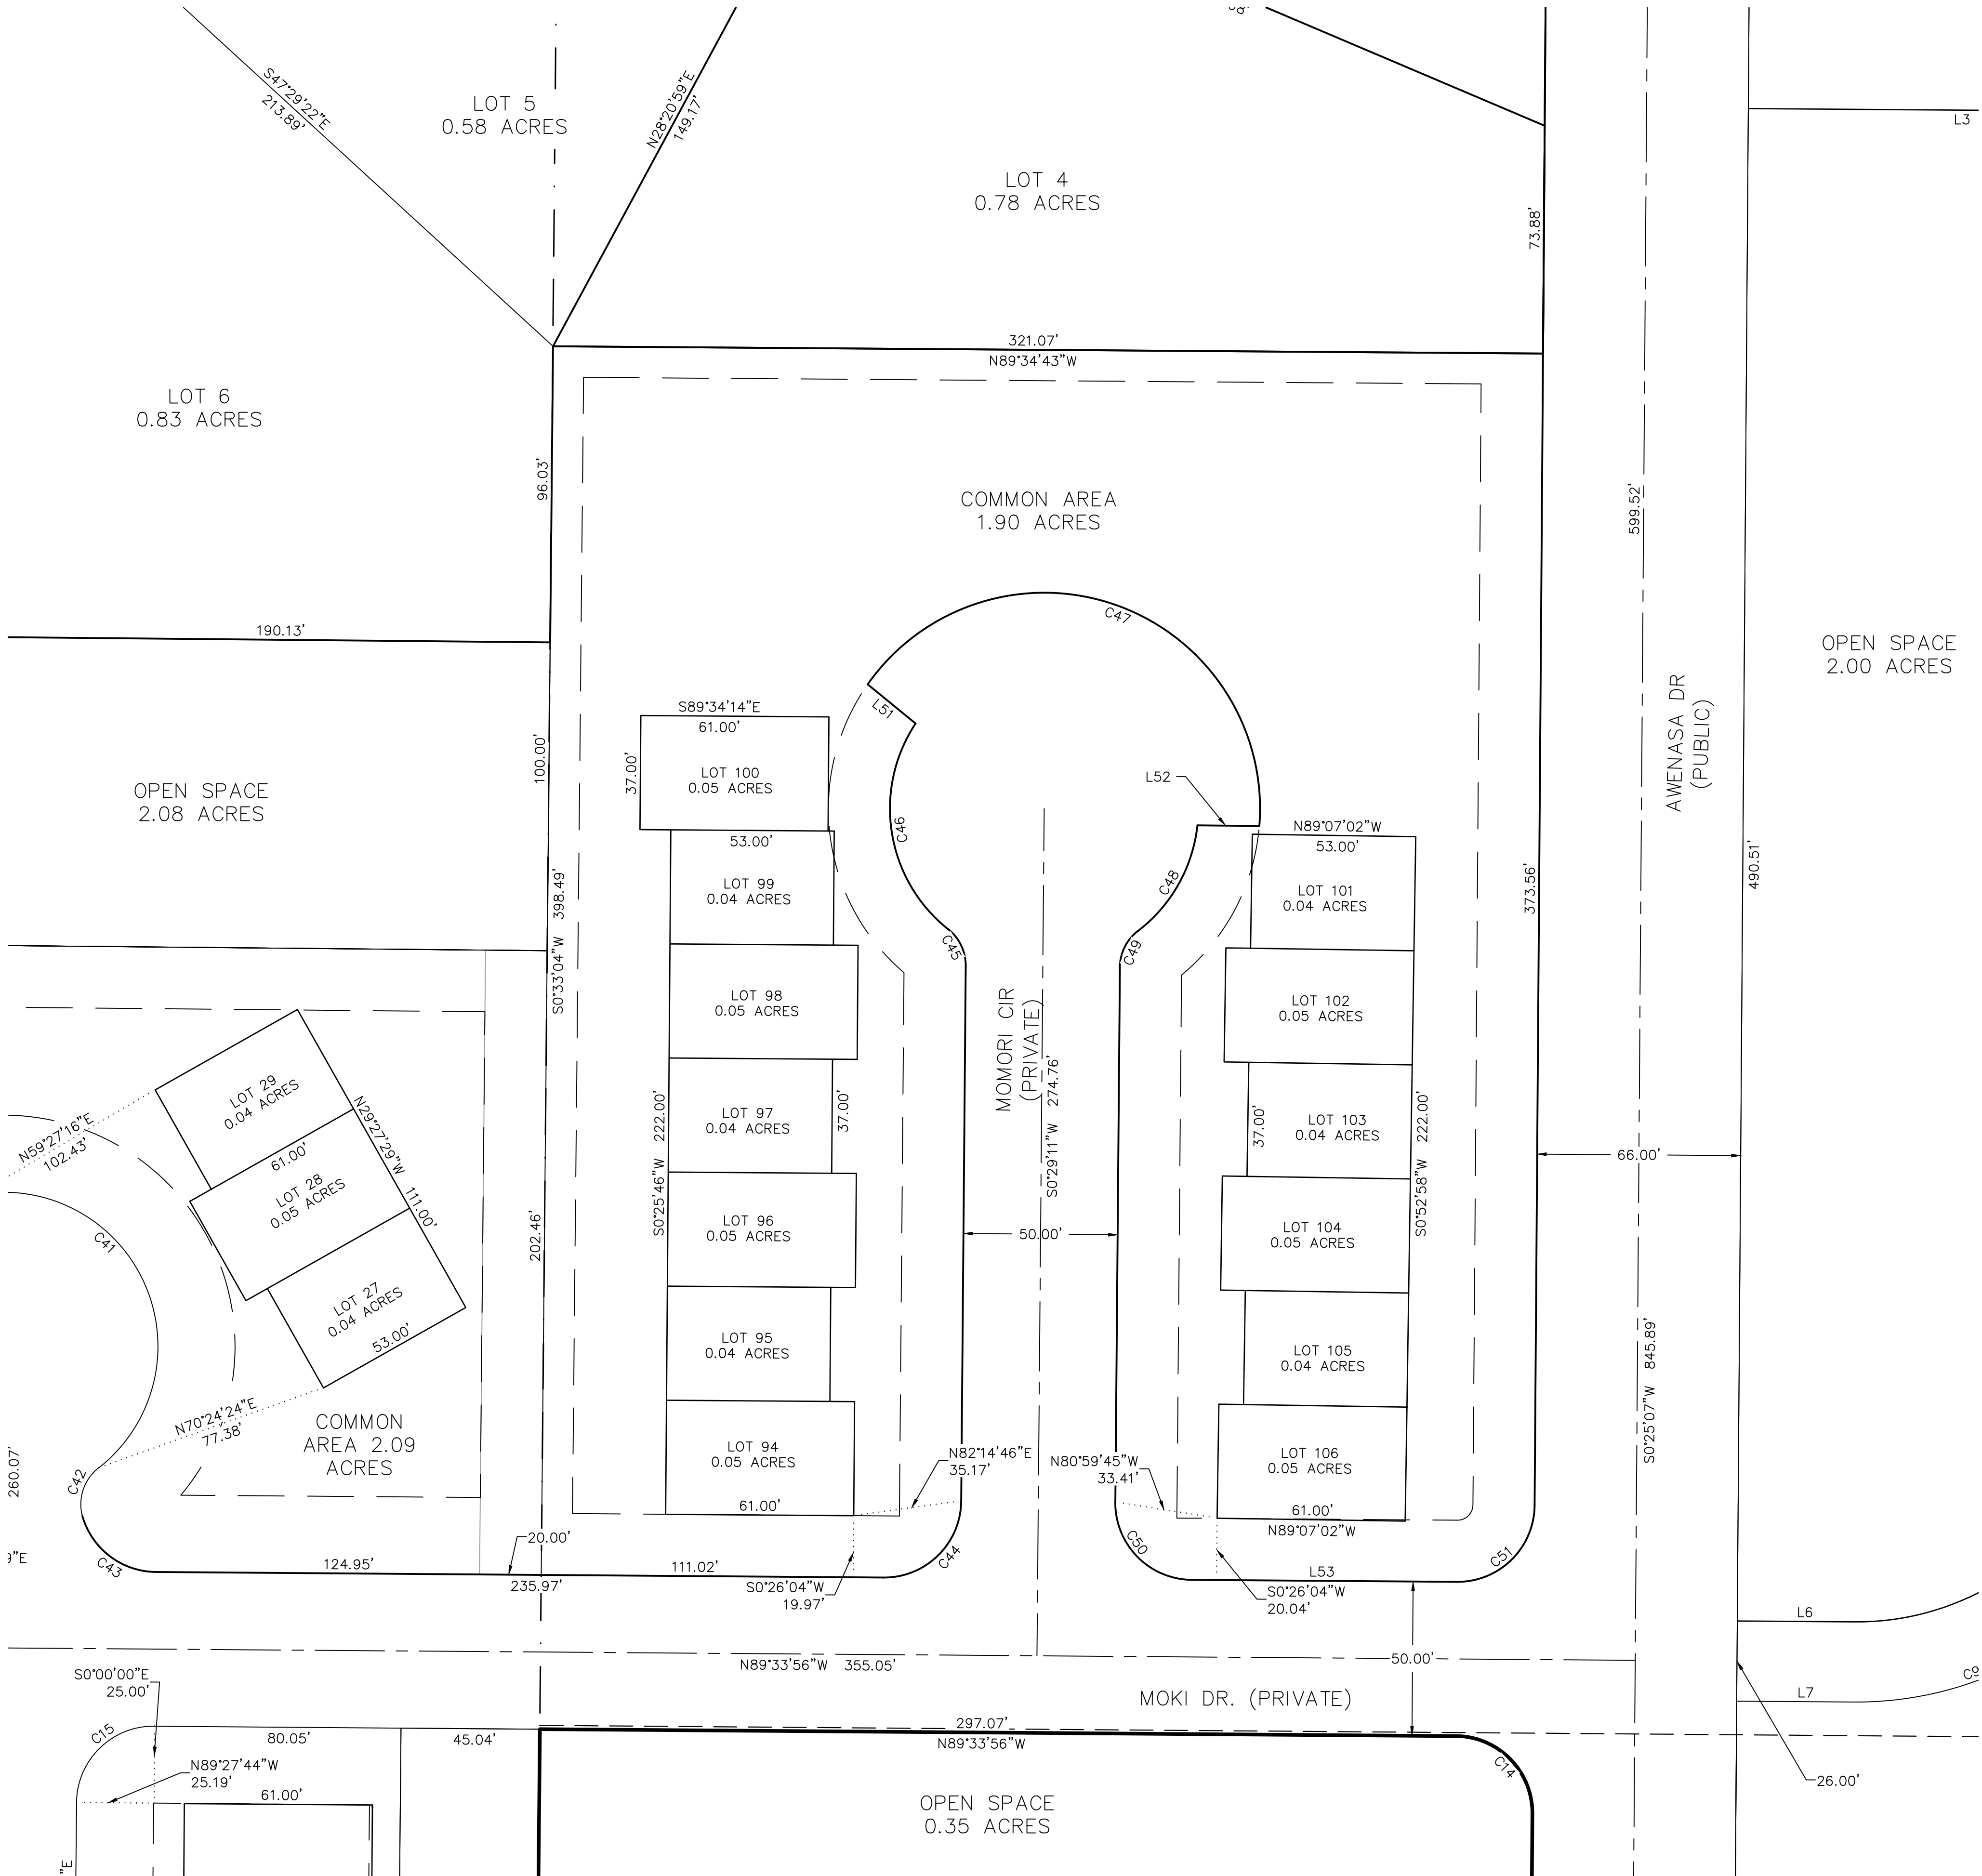 S47°29'22"E
213.89'
LOT 5
0.58 ACRES
N28°20'59"E
149.17'
LOT 4
0.78 ACRES
73.88'
L3
321.07'
N89°34'43"W
LOT 6
0.83 ACRES
96.03'
COMMON AREA
1.90 ACRES
599.52'
C47
190.13'
OPEN SPACE
2.00 ACRES
AWENASA DR
(PUBLIC)
S89°34'14"E
61.00'
L51
37.00'
LOT 100
0.05 ACRES
100.00'
OPEN SPACE
2.08 ACRES
L52
C46
N89°07'02"W
53.00'
53.00'
LOT 99
0.04 ACRES
C48
LOT 101
0.04 ACRES
373.56'
490.51'
S0°33'04"W 398.49'
C45
C49
LOT 98
0.05 ACRES
MOMORI CIR
(PRIVATE)
LOT 102
0.05 ACRES
LOT 29
0.04 ACRES
N29°27'29"W 111.00'
N59°27'16"E
102.43'
61.00'
LOT 28
0.05 ACRES
S0°25'46"W 222.00'
LOT 97
0.04 ACRES
37.00'
S0°29'11"W 274.76'
37.00'
LOT 103
0.04 ACRES
S0°52'58"W 222.00'
66.00'
C41
202.46'
LOT 96
0.05 ACRES
50.00'
LOT 104
0.05 ACRES
LOT 27
0.04 ACRES
53.00'
LOT 95
0.04 ACRES
LOT 105
0.04 ACRES
S0°25'07"W 845.89'
N70°24'24"E
77.38'
COMMON
AREA 2.09
ACRES
LOT 94
0.05 ACRES
N82°14'46"E
35.17'
N80°59'45"W
33.41'
LOT 106
0.05 ACRES
260.07'
C42
61.00'
61.00'
N89°07'02"W
20.00'
9"E
C43
124.95'
235.97'
111.02'
C44
C50
C51
L53
S0°26'04"W
19.97'
S0°26'04"W
20.04'
L6
N89°33'56"W 355.05'
50.00'
S0°00'00"E
25.00'
MOKI DR. (PRIVATE)
L7
C9
C15
80.05'
45.04'
297.07'
N89°33'56"W
C14
N89°27'44"W
25.19'
61.00'
26.00'
OPEN SPACE
0.35 ACRES
"E